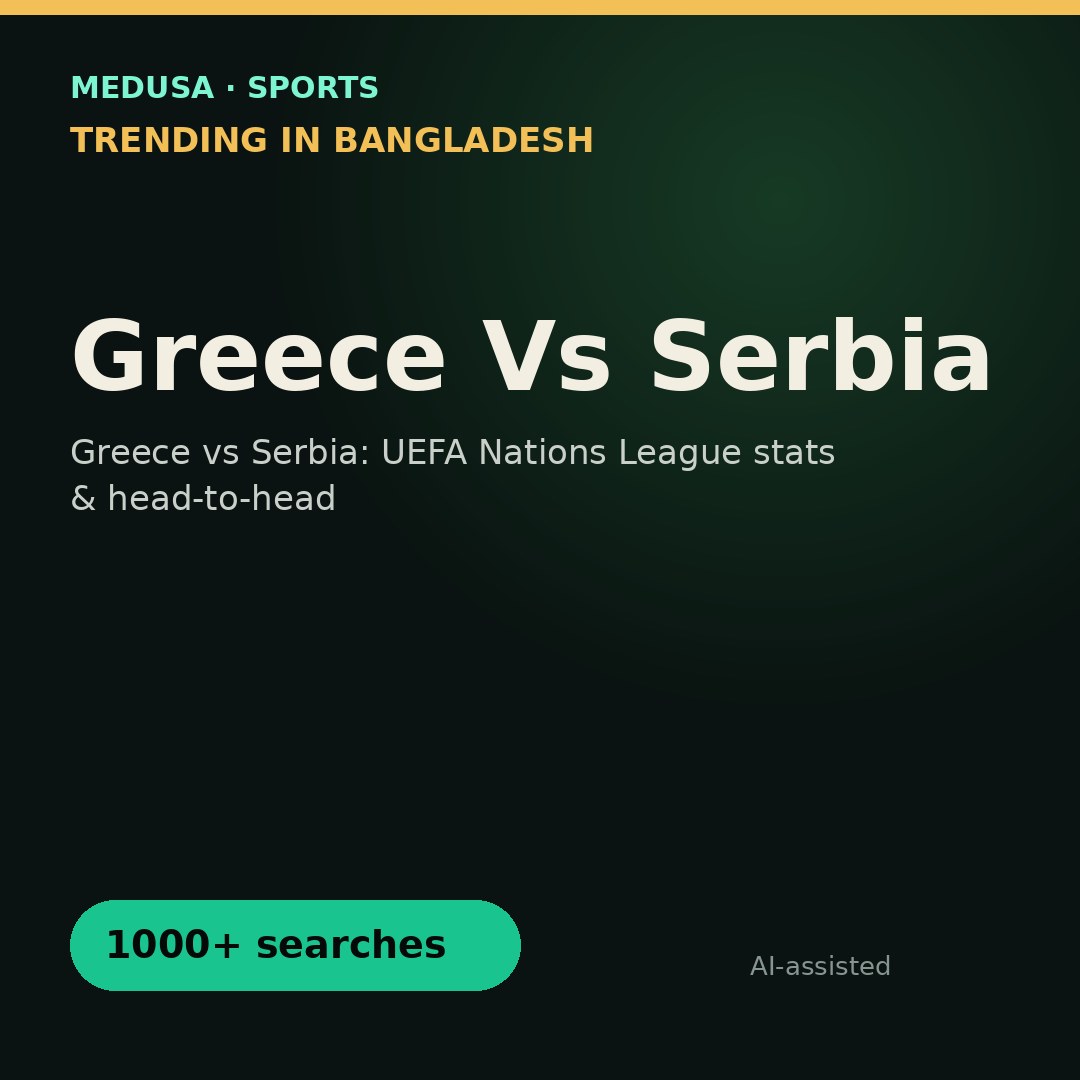 MEDUSA · SPORTS
TRENDING IN BANGLADESH
Greece Vs Serbia
Greece vs Serbia: UEFA Nations League stats
& head-to-head
1000+ searches
AI-assisted